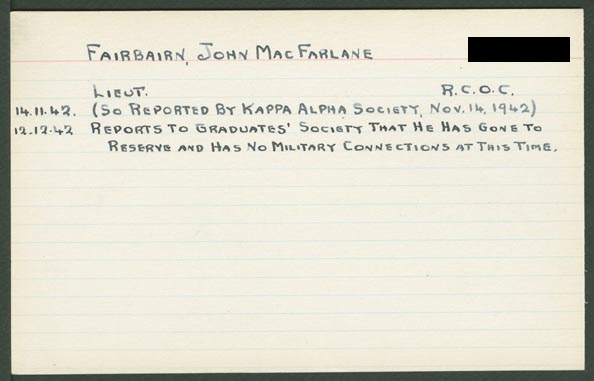 FAIRBAIRN, JOHN MACFARLANE
LIEUT. R.C.O.C.
14.11.42. (SO REPORTED BY KAPPA ALPHA SOCIETY, NOV. 14, 1942)
12.12.42 REPORTS TO GRADUATES' SOCIETY THAT HE HAS GONE TO
RESERVE AND HAS NO MILITARY CONNECTIONS AT THIS TIME.